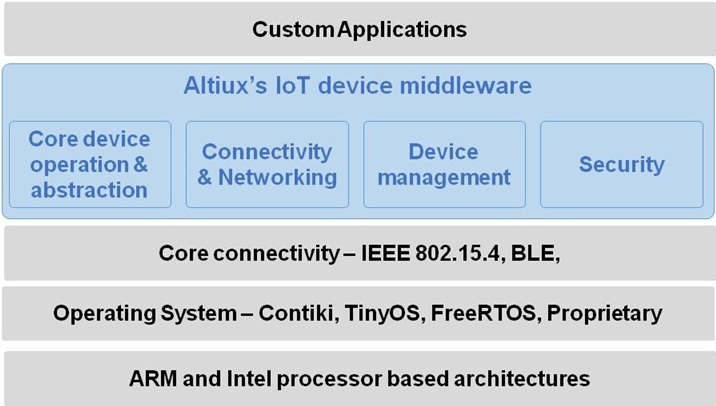 Custom Applications
Altiux's IoT device middleware
Core device
operation &
abstraction
Connectivity
& Networking
Device
management
Security
Core connectivity – IEEE 802.15.4, BLE,
Operating System – Contiki, TinyOS, FreeRTOS, Proprietary
ARM and Intel processor based architectures